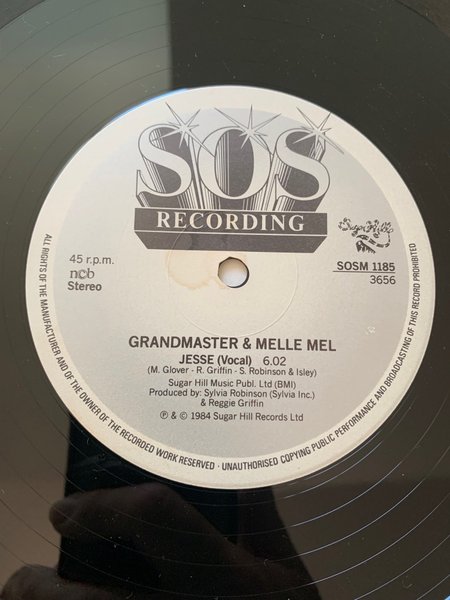 SOS
RECORDING
Sugar Hill
45 r.p.m.
ncb
Stereo
SOSM 1185
3656
GRANDMASTER & MELLE MEL
JESSE (Vocal) 6.02
(M. Glover - R. Griffin - S. Robinson & Isley)
Sugar Hill Music Publ. Ltd (BMI)
Produced by: Sylvia Robinson (Sylvia Inc.)
& Reggie Griffin
℗ & © 1984 Sugar Hill Records Ltd
ALL RIGHTS OF THE MANUFACTURER AND OF THE OWNER OF THE RECORDED WORK RESERVED · UNAUTHORISED COPYING PUBLIC PERFORMANCE AND BROADCASTING OF THIS RECORD PROHIBITED